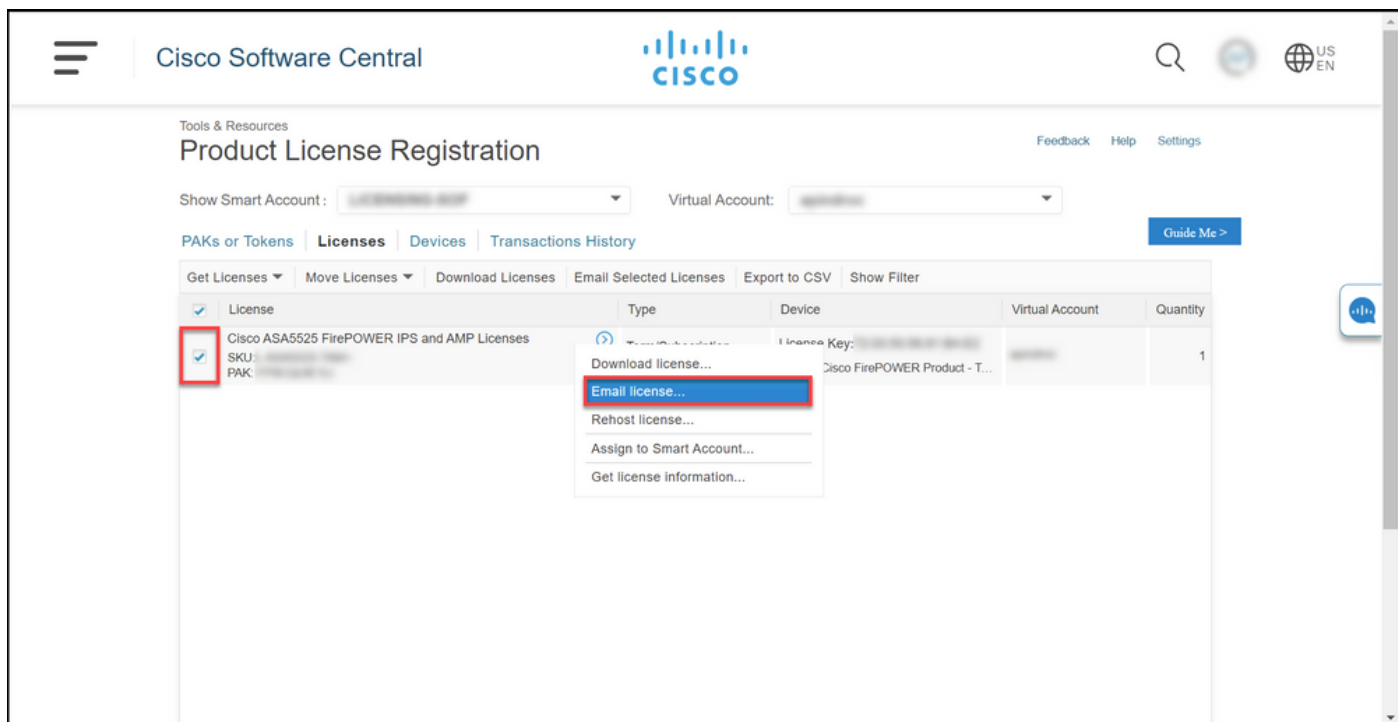 Cisco Software Central
CISCO
US
EN
Tools & Resources
Product License Registration
Feedback Help Settings
Show Smart Account :
Virtual Account:
PAKs or Tokens Licenses Devices Transactions History
Guide Me >
Get Licenses Move Licenses Download Licenses Email Selected Licenses Export to CSV Show Filter
License Type Device Virtual Account Quantity
Cisco ASA5525 FirePOWER IPS and AMP Licenses
License Key:
SKU:
1
PAK:
Cisco FirePOWER Product - T...
Download license...
Email license...
Rehost license...
Assign to Smart Account...
Get license information...